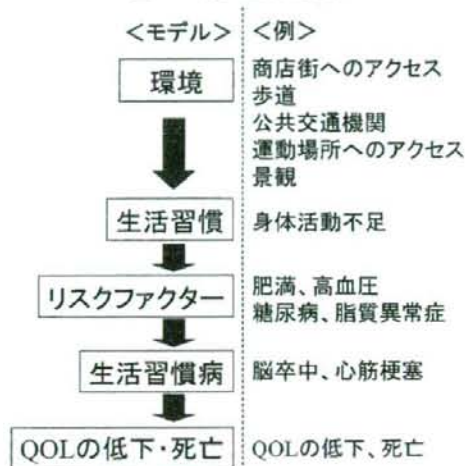 ＜モデル＞ ＜例＞
環境 商店街へのアクセス
歩道
公共交通機関
運動場所へのアクセス
景観
生活習慣 身体活動不足
リスクファクター 肥満、高血圧
糖尿病、脂質異常症
生活習慣病 脳卒中、心筋梗塞
QOLの低下・死亡 QOLの低下、死亡